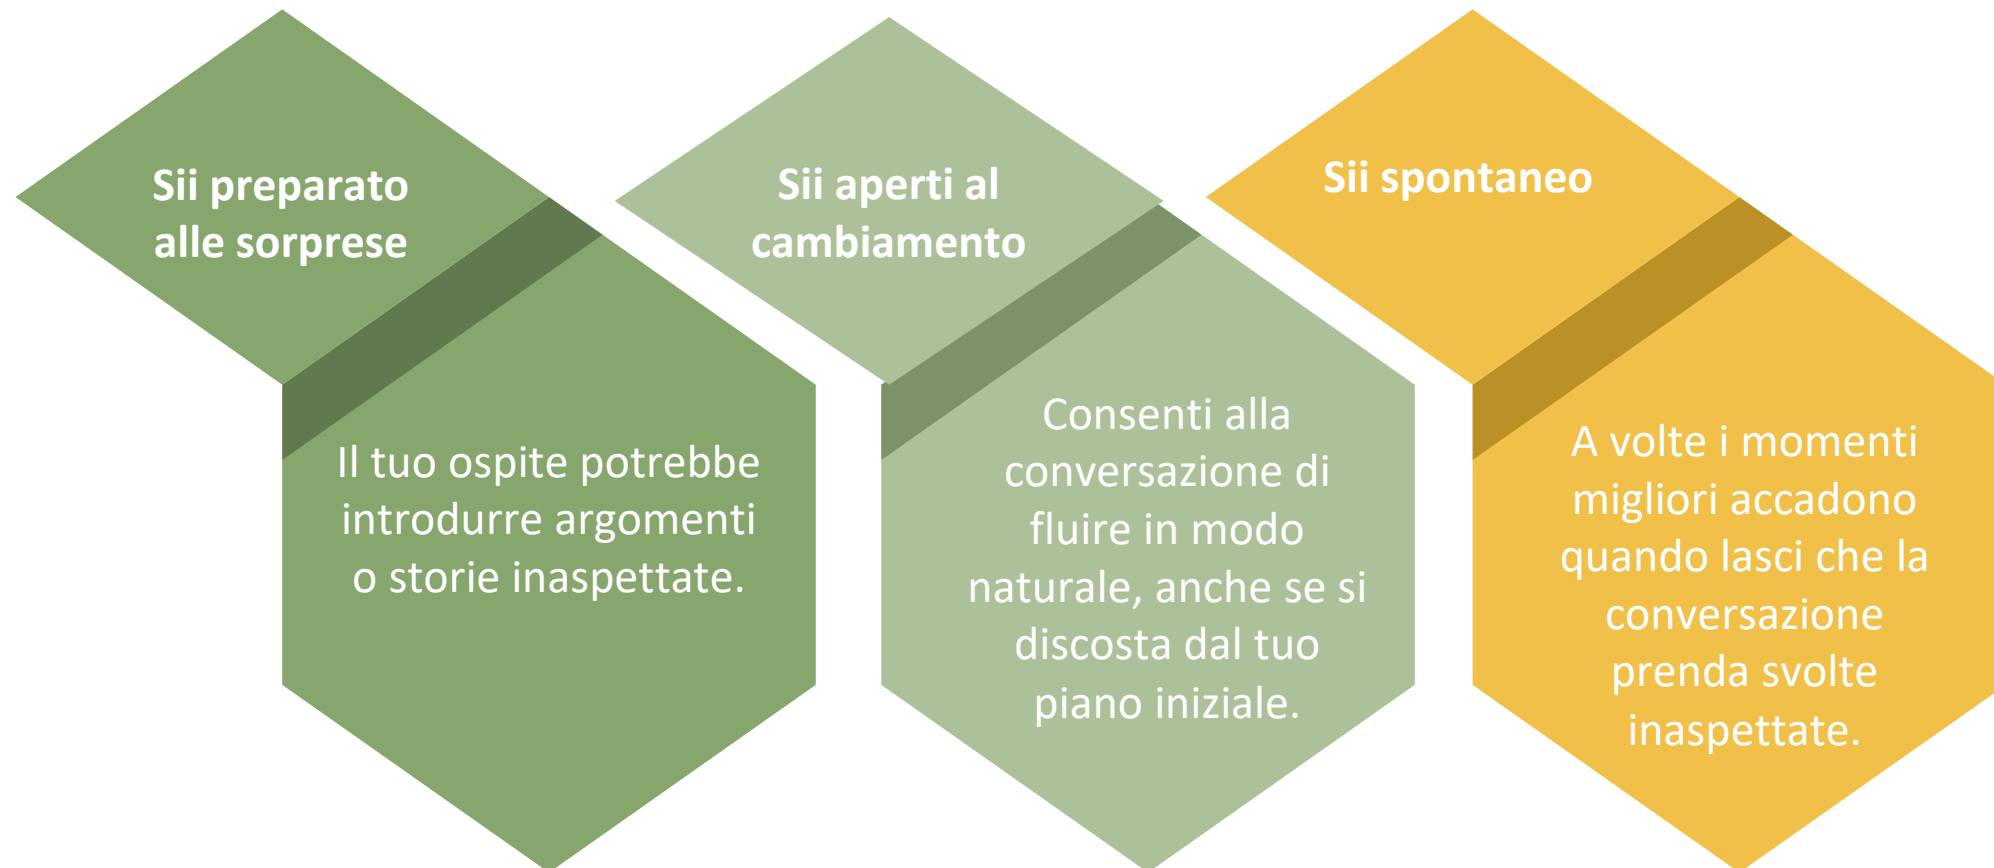 Sii preparato
alle sorprese
Il tuo ospite potrebbe
introdurre argomenti
o storie inaspettate.
Sii aperti al
cambiamento
Consenti alla
conversazione di
fluire in modo
naturale, anche se si
discosta dal tuo
piano iniziale.
Sii spontaneo
A volte i momenti
migliori accadono
quando lasci che la
conversazione
prenda svolte
inaspettate.